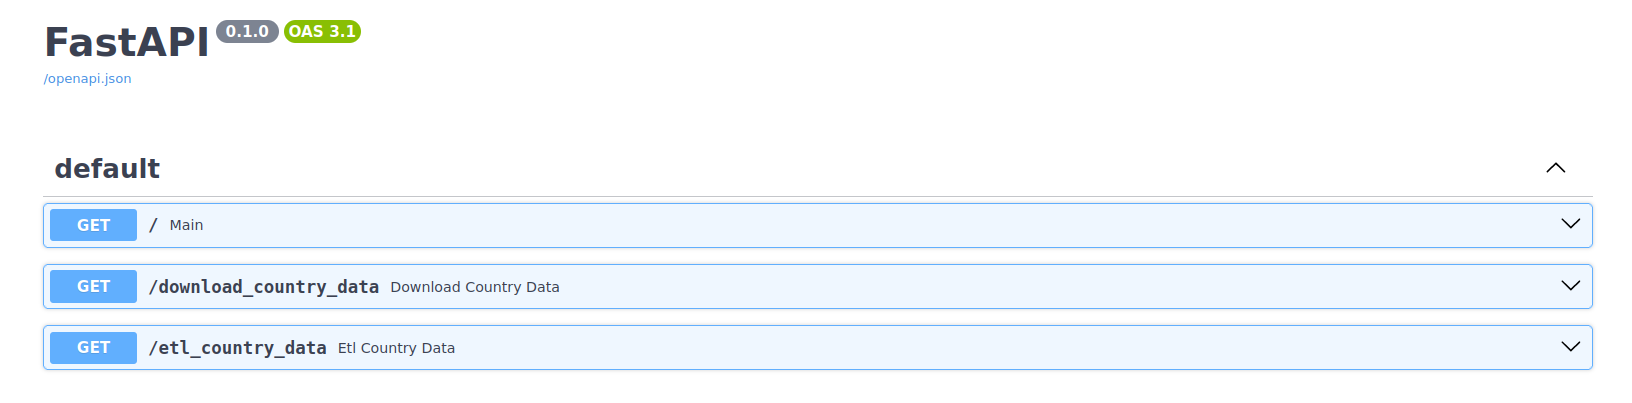 FastAPI 0.1.0 OAS 3.1
/openapi.json
default
GET / Main
GET /download_country_data Download Country Data
GET /etl_country_data Etl Country Data